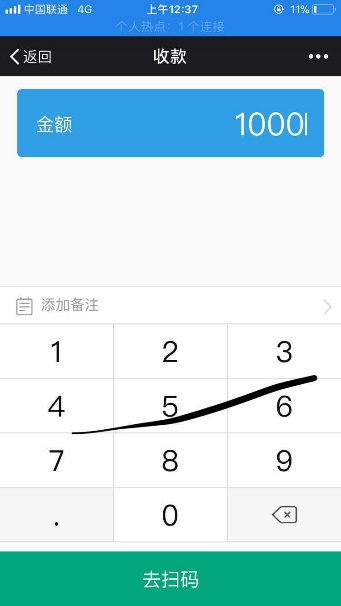 中国联通 4G 上午12:37 11%
个人热点：1 个连接
返回 收款
金额 1000
添加备注
1 2 3
4 5 6
7 8 9
. 0
去扫码